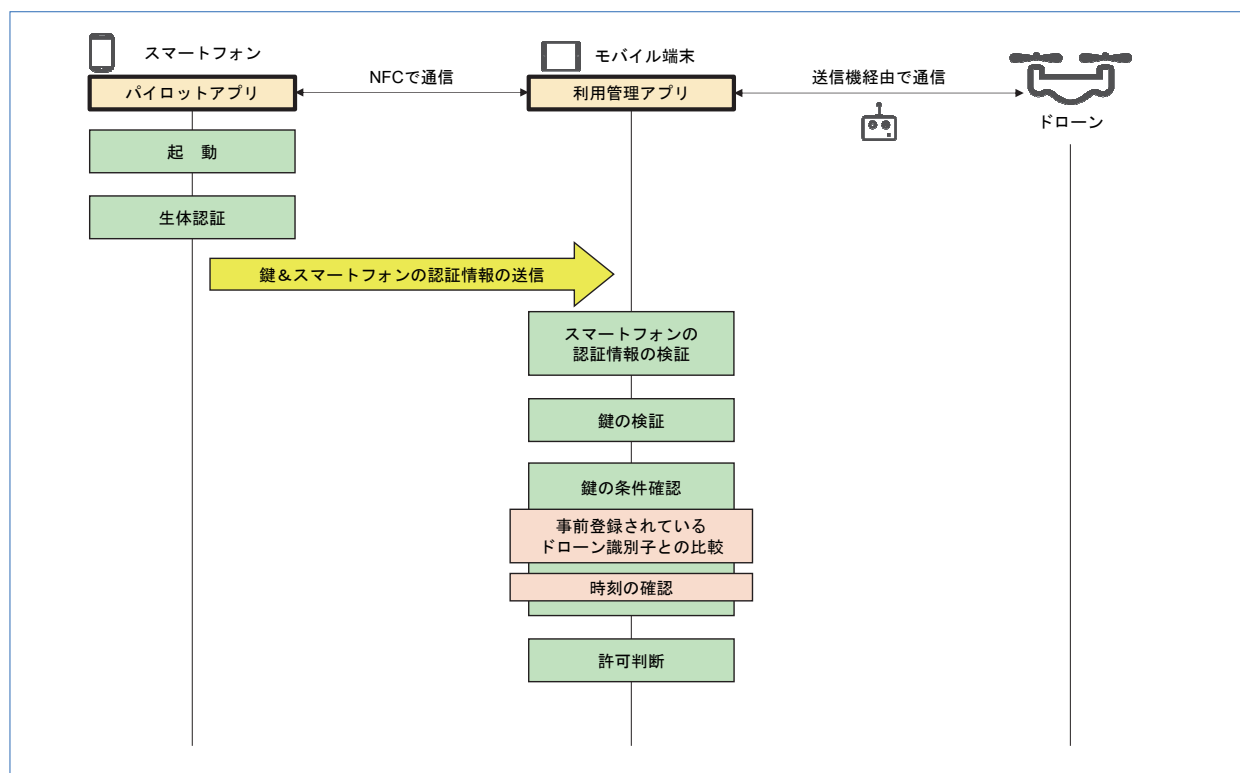 スマートフォン
モバイル端末
パイロットアプリ
NFCで通信
利用管理アプリ
送信機経由で通信
ドローン
起　動
生体認証
鍵&スマートフォンの認証情報の送信
スマートフォンの
認証情報の検証
鍵の検証
鍵の条件確認
事前登録されている
ドローン識別子との比較
時刻の確認
許可判断